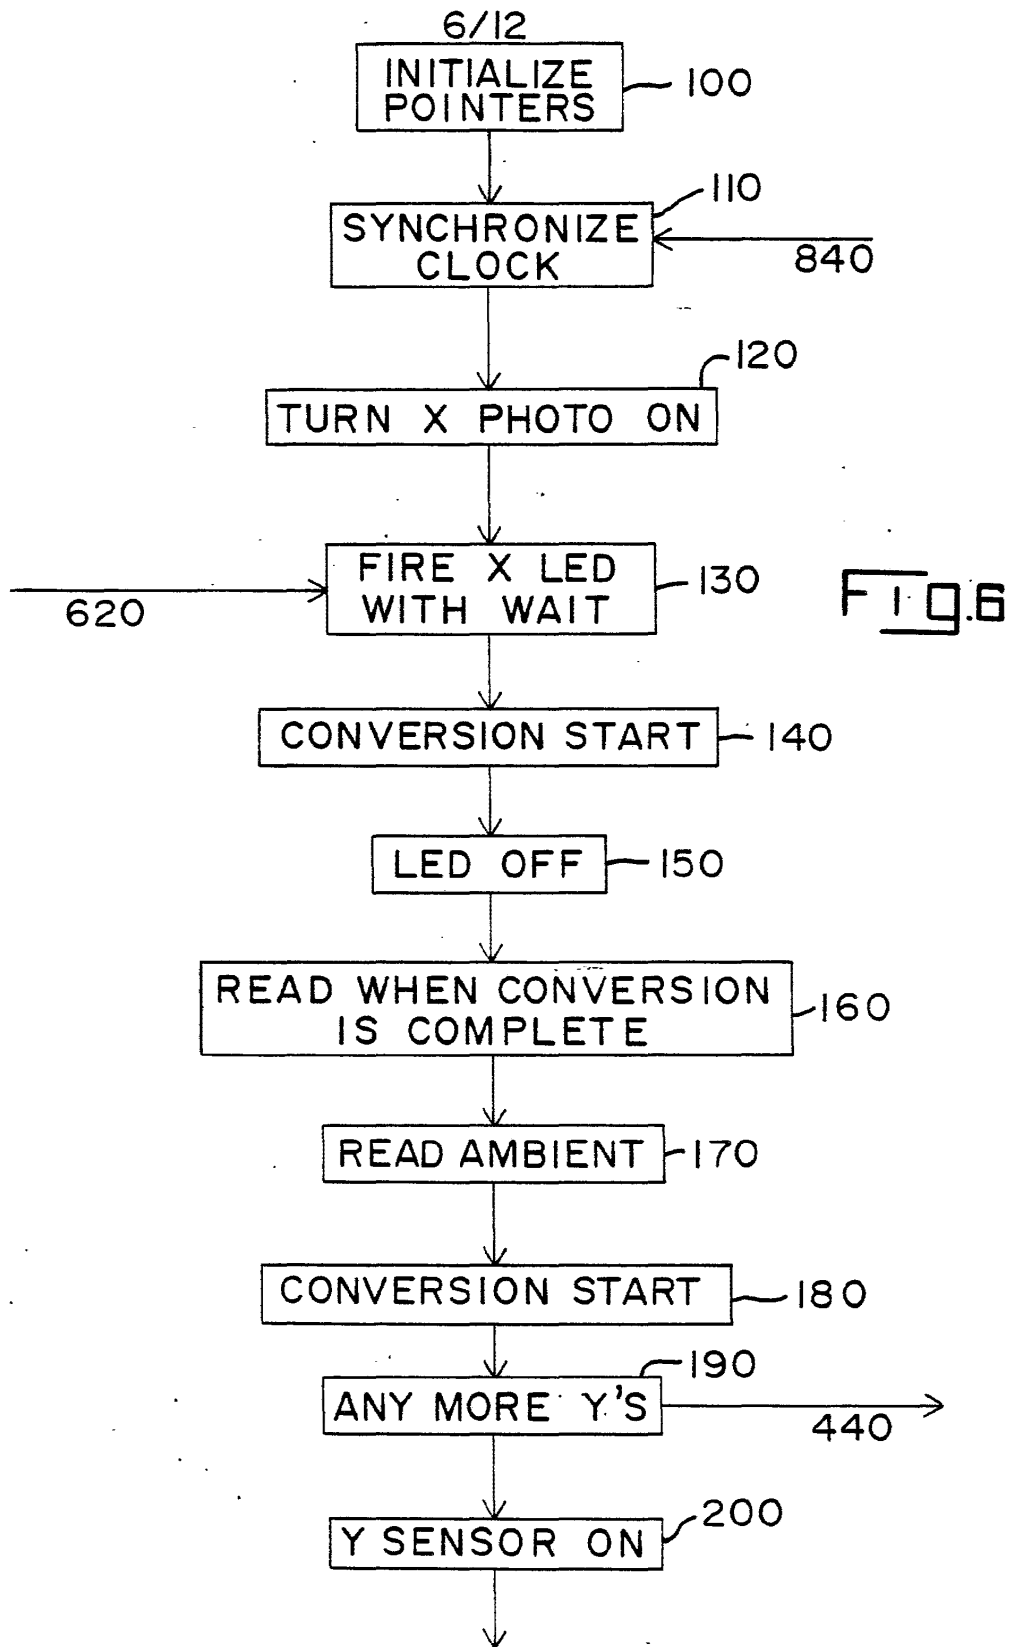 6/12
INITIALIZE
POINTERS
100
110
SYNCHRONIZE
CLOCK
840
120
TURN X PHOTO ON
FIRE X LED
WITH WAIT
130
620
Fig.6
CONVERSION START
140
LED OFF
150
READ WHEN CONVERSION
IS COMPLETE
160
READ AMBIENT
170
CONVERSION START
180
190
ANY MORE Y'S
440
200
Y SENSOR ON